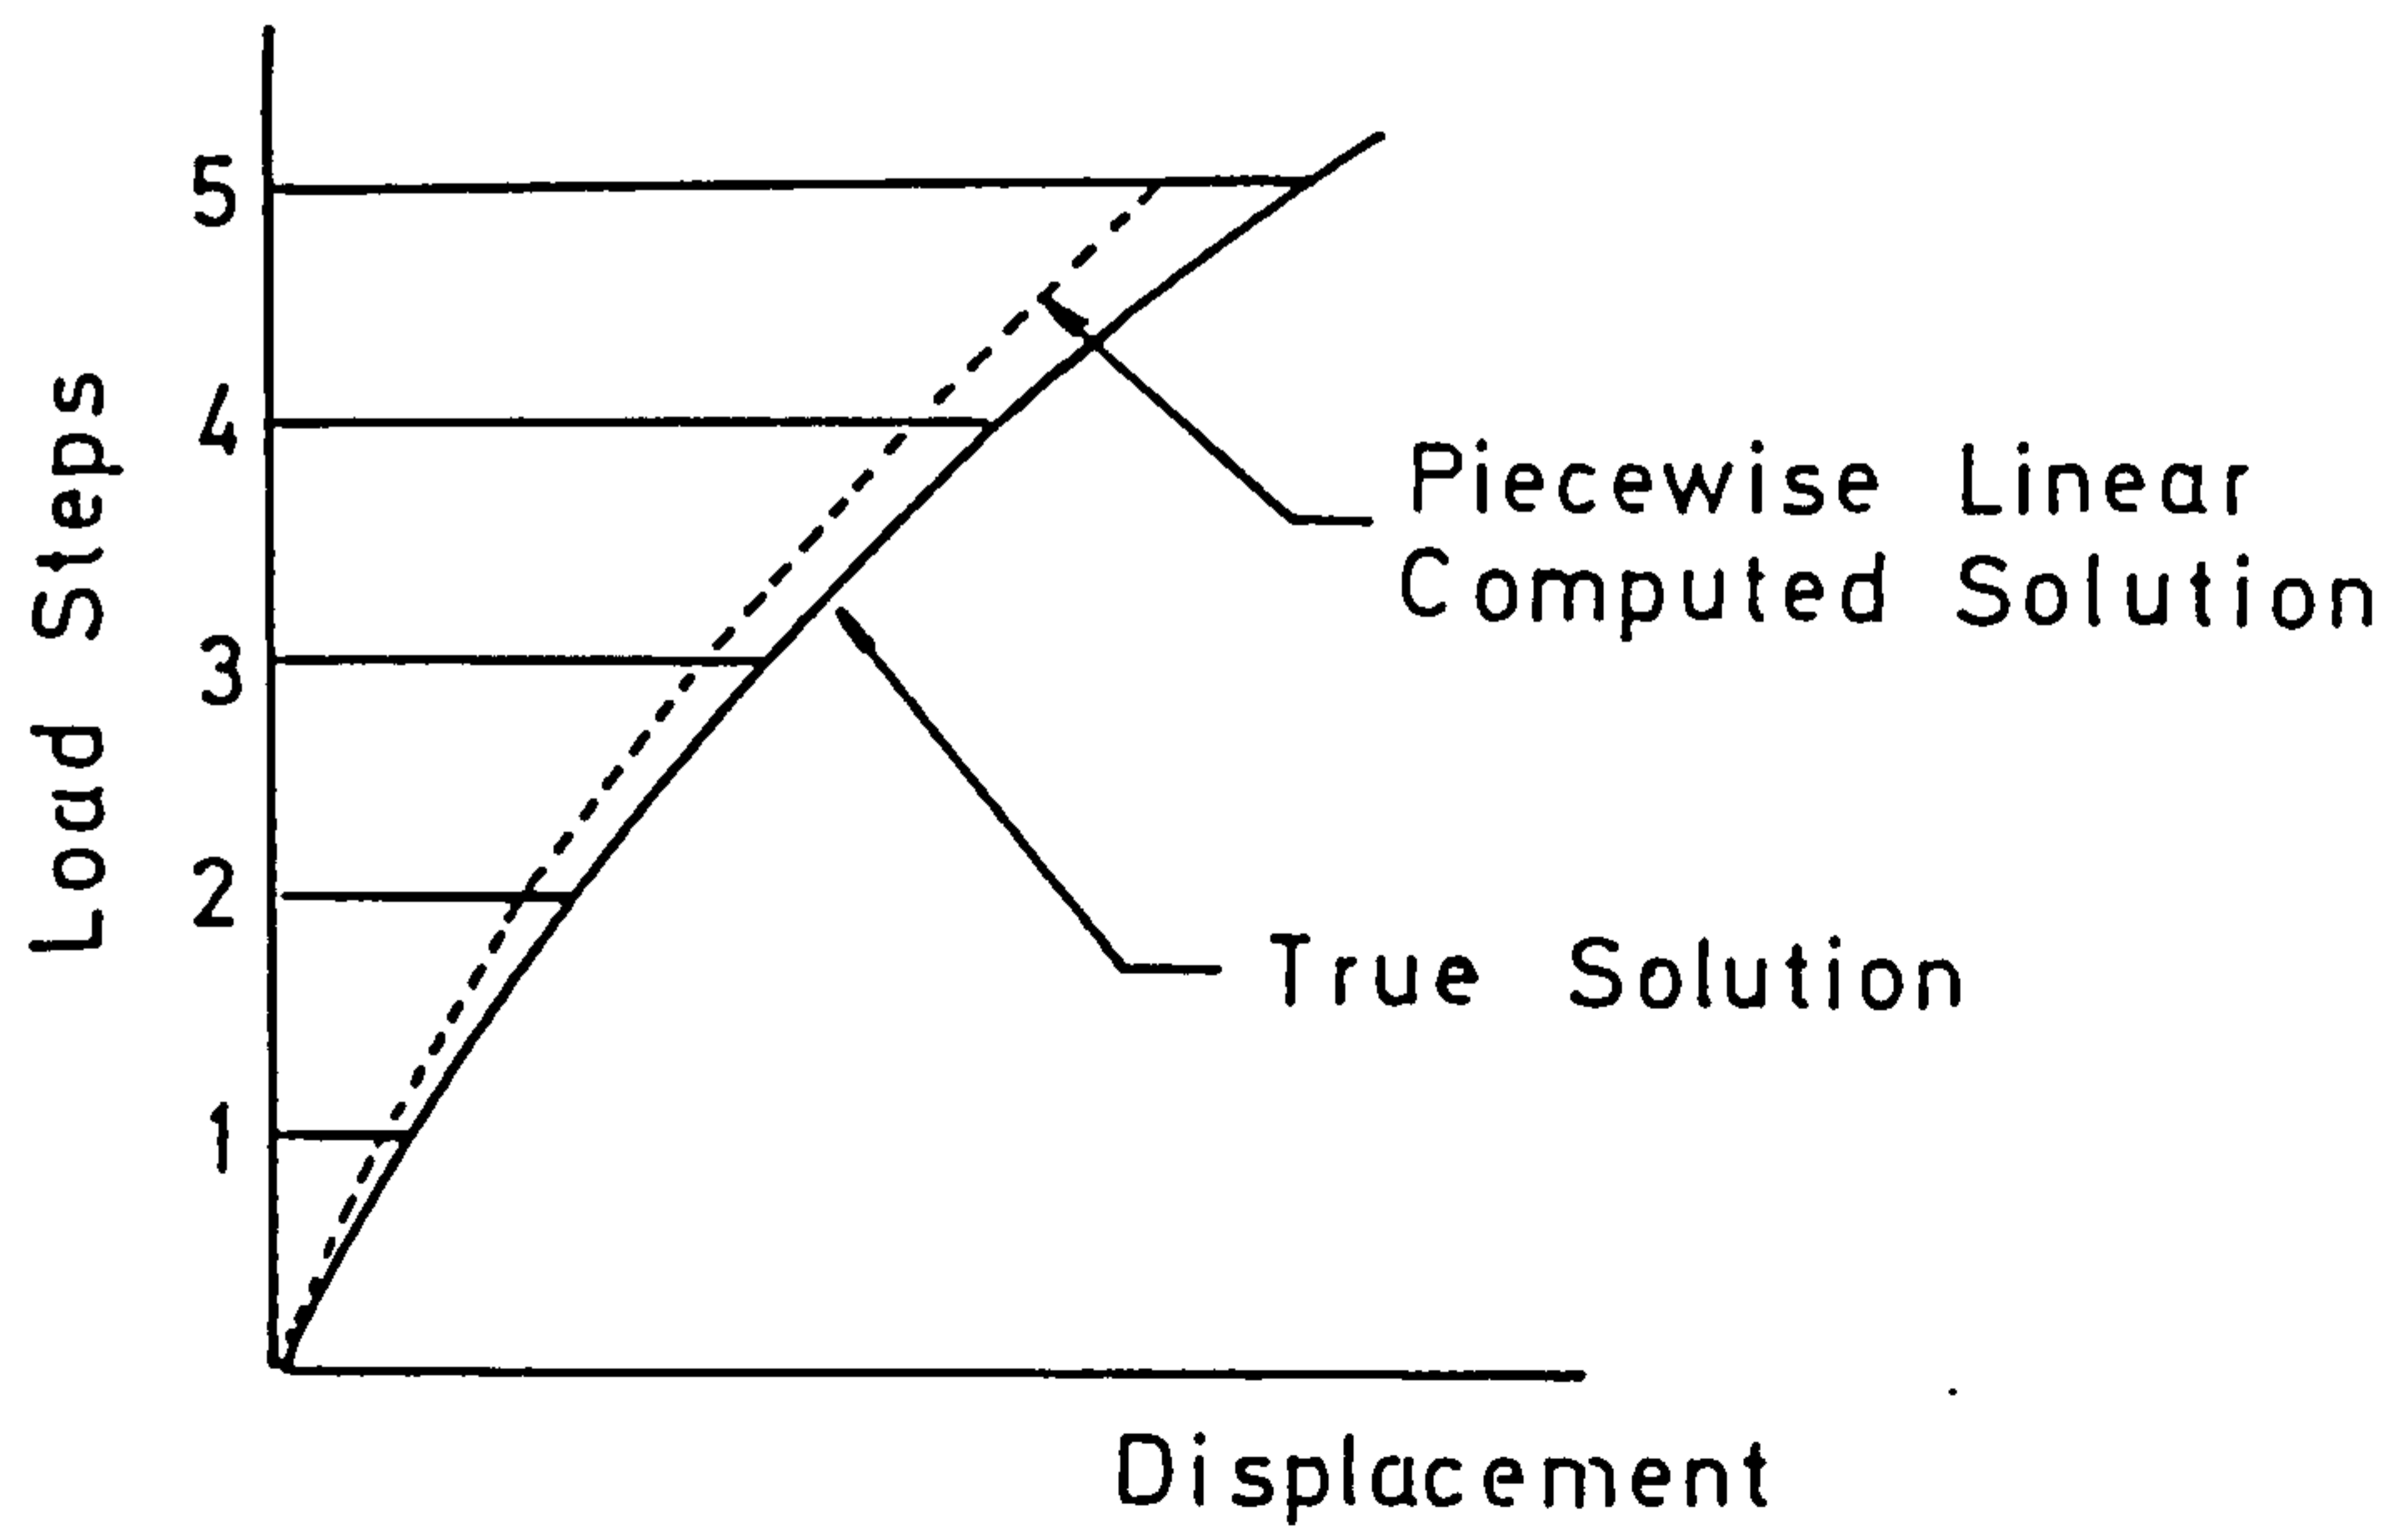 Load Steps
5
4
3
2
1
Piecewise Linear
Computed Solution
True Solution
Displacement